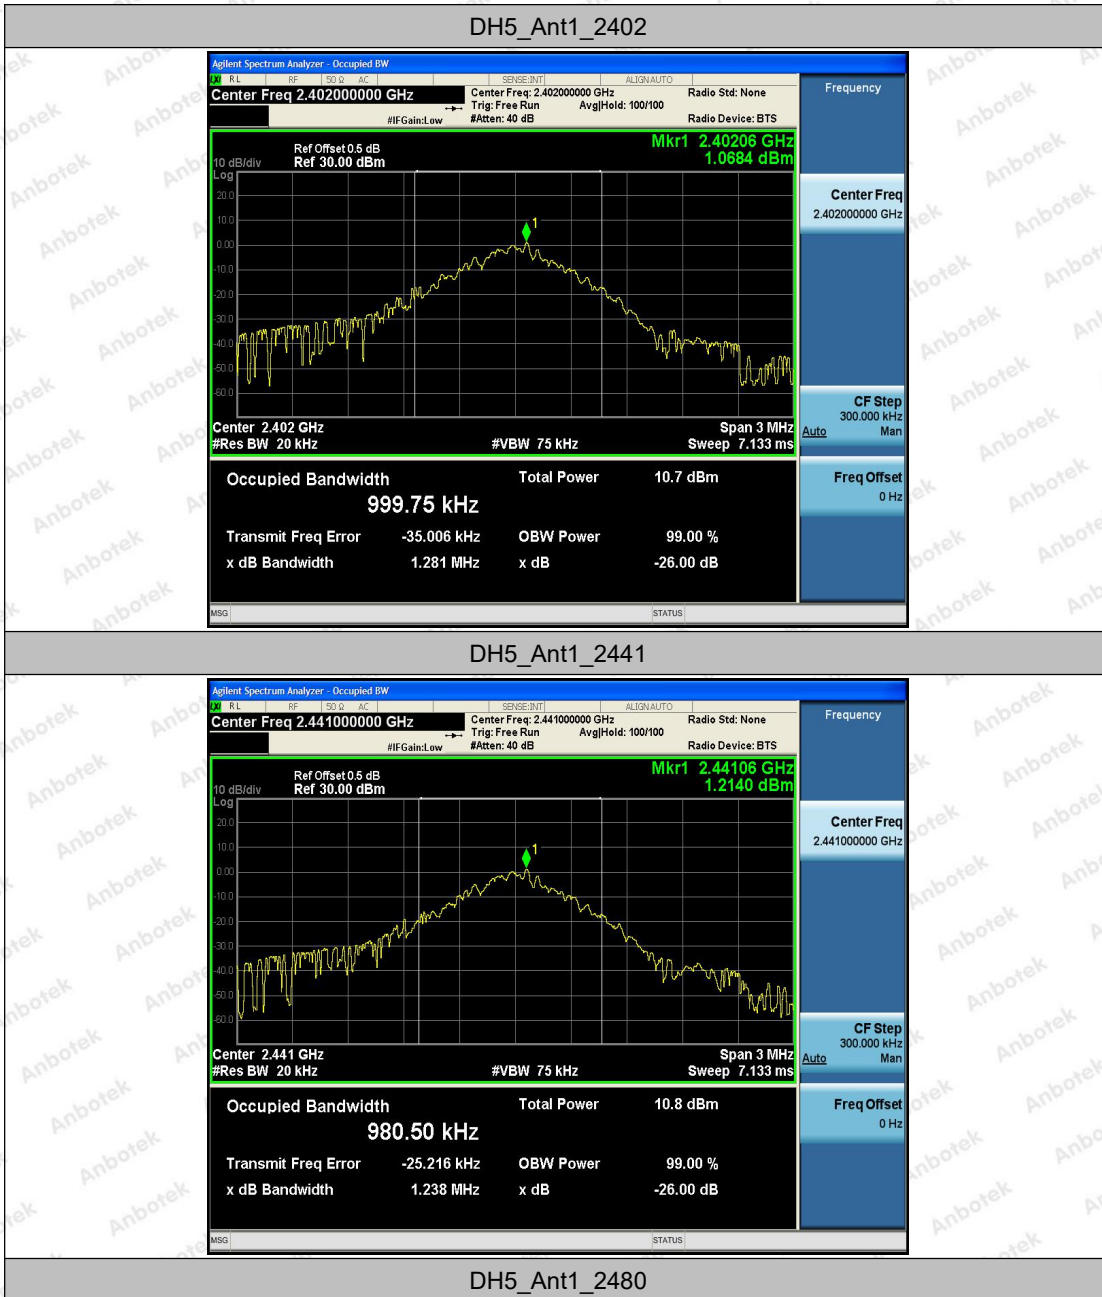 DH5_Ant1_2402
Agilent Spectrum Analyzer - Occupied BW
LXI RL RF 50 Ω AC SENSE:INT ALIGNAUTO
Center Freq 2.402000000 GHz
Center Freq: 2.402000000 GHz Radio Std: None
Trig: Free Run Avg|Hold: 100/100
#IFGain:Low #Atten: 40 dB Radio Device: BTS
Frequency
Mkr1 2.40206 GHz
1.0684 dBm
Ref Offset 0.5 dB
10 dB/div Ref 30.00 dBm
Log
20.0
10.0
0.00
-10.0
-20.0
-30.0
-40.0
-50.0
-60.0
1
Center Freq
2.402000000 GHz
Center 2.402 GHz Span 3 MHz
#Res BW 20 kHz #VBW 75 kHz Sweep 7.133 ms
CF Step
300.000 kHz
Auto Man
Occupied Bandwidth Total Power 10.7 dBm
999.75 kHz
Transmit Freq Error -35.006 kHz OBW Power 99.00 %
x dB Bandwidth 1.281 MHz x dB -26.00 dB
Freq Offset
0 Hz
MSG STATUS
DH5_Ant1_2441
Agilent Spectrum Analyzer - Occupied BW
LXI RL RF 50 Ω AC SENSE:INT ALIGNAUTO
Center Freq 2.441000000 GHz
Center Freq: 2.441000000 GHz Radio Std: None
Trig: Free Run Avg|Hold: 100/100
#IFGain:Low #Atten: 40 dB Radio Device: BTS
Frequency
Mkr1 2.44106 GHz
1.2140 dBm
Ref Offset 0.5 dB
10 dB/div Ref 30.00 dBm
Log
20.0
10.0
0.00
-10.0
-20.0
-30.0
-40.0
-50.0
-60.0
1
Center Freq
2.441000000 GHz
Center 2.441 GHz Span 3 MHz
#Res BW 20 kHz #VBW 75 kHz Sweep 7.133 ms
CF Step
300.000 kHz
Auto Man
Occupied Bandwidth Total Power 10.8 dBm
980.50 kHz
Transmit Freq Error -25.216 kHz OBW Power 99.00 %
x dB Bandwidth 1.238 MHz x dB -26.00 dB
Freq Offset
0 Hz
MSG STATUS
DH5_Ant1_2480
Anbotek